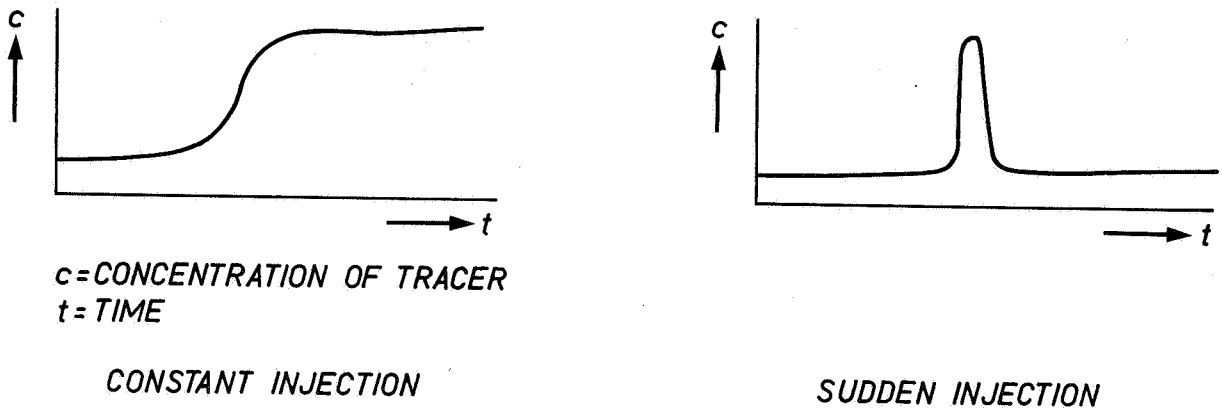 c
t
c = CONCENTRATION OF TRACER
t = TIME
CONSTANT INJECTION
c
t
SUDDEN INJECTION